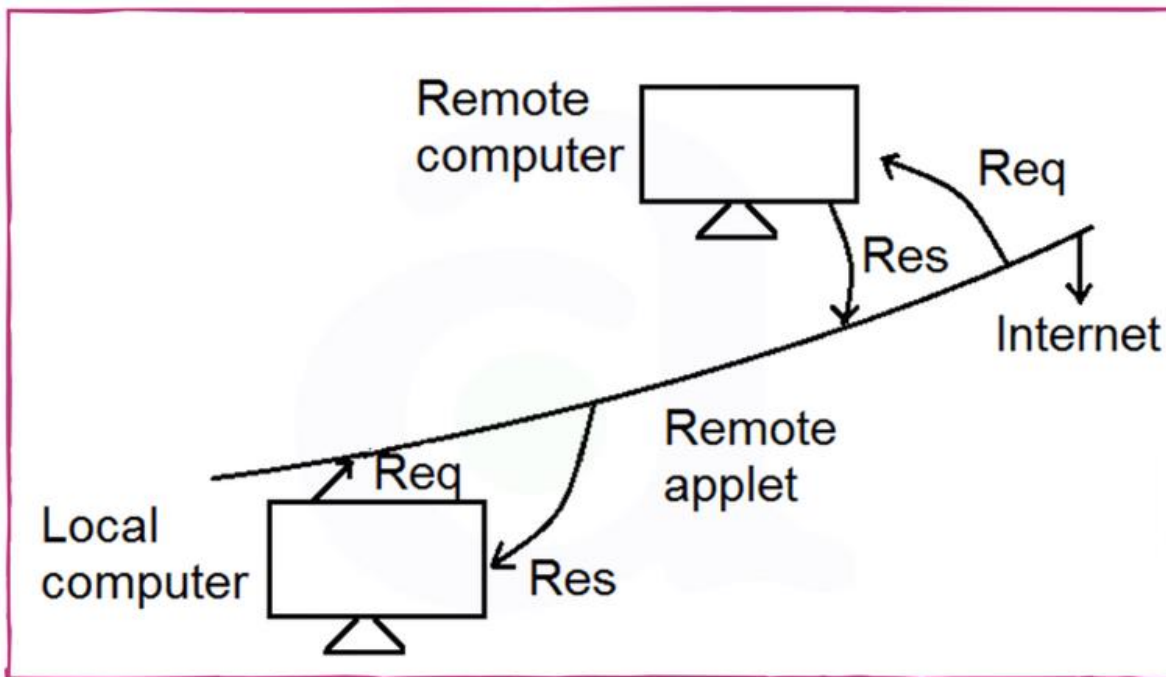 Remote
computer
Req
Res
Internet
Remote
applet
Req
Local
computer
Res